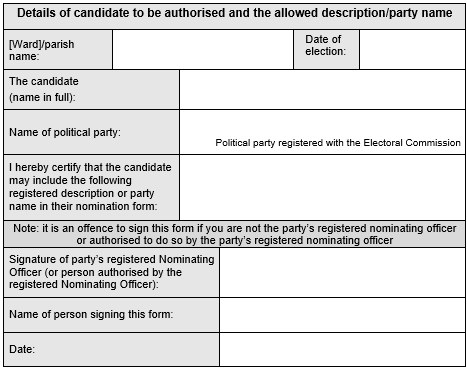 Details of candidate to be authorised and the allowed description/party name
[Ward]/parish
name:
Date of
election:
The candidate
(name in full):
Name of political party:
Political party registered with the Electoral Commission
I hereby certify that the candidate
may include the following
registered description or party
name in their nomination form:
Note: it is an offence to sign this form if you are not the party's registered nominating officer
or authorised to do so by the party's registered nominating officer
Signature of party's registered Nominating
Officer (or person authorised by the
registered Nominating Officer):
Name of person signing this form:
Date: